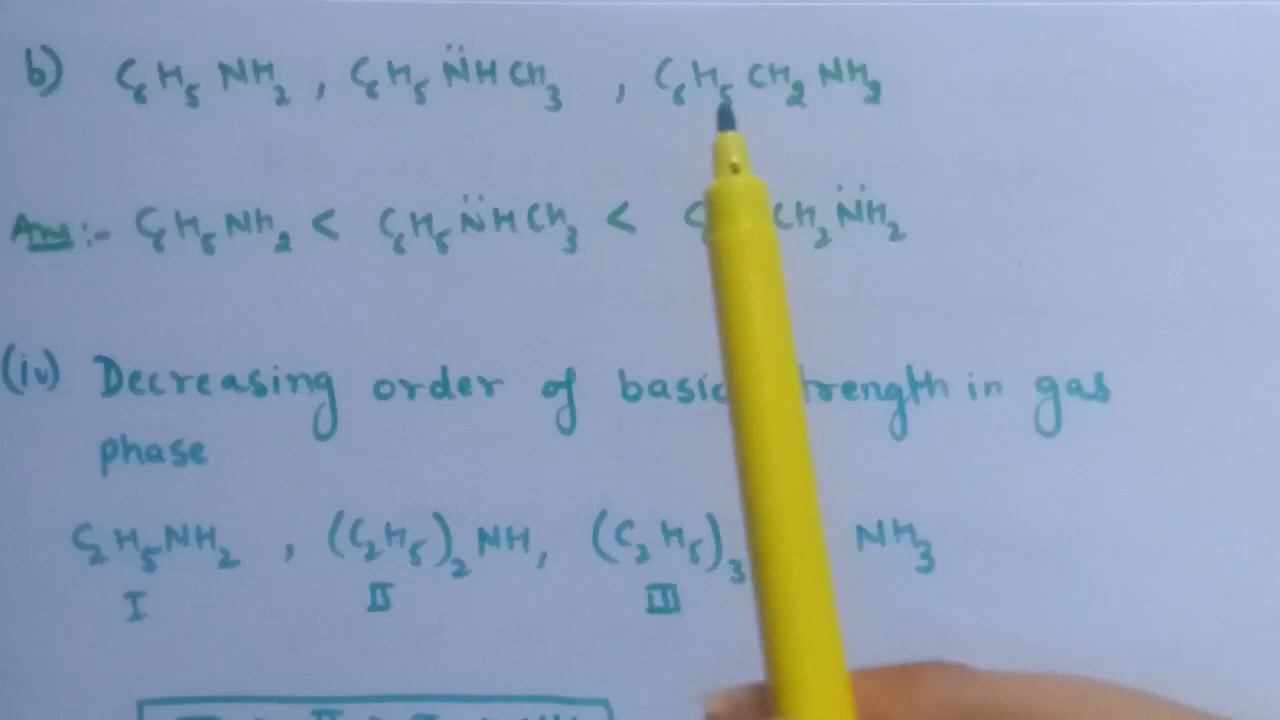 b) C₆H₅NH₂, C₆H₅N̈HCH₃, C₆H₅CH₂NH₂
Ans:- C₆H₅NH₂ < C₆H₅N̈HCH₃ < C CH₂N̈H₂
(iv) Decreasing order of basic trength in gas
phase
C₂H₅NH₂, (C₂H₅)₂NH, (C₂H₅)₃ NH₃
I II III